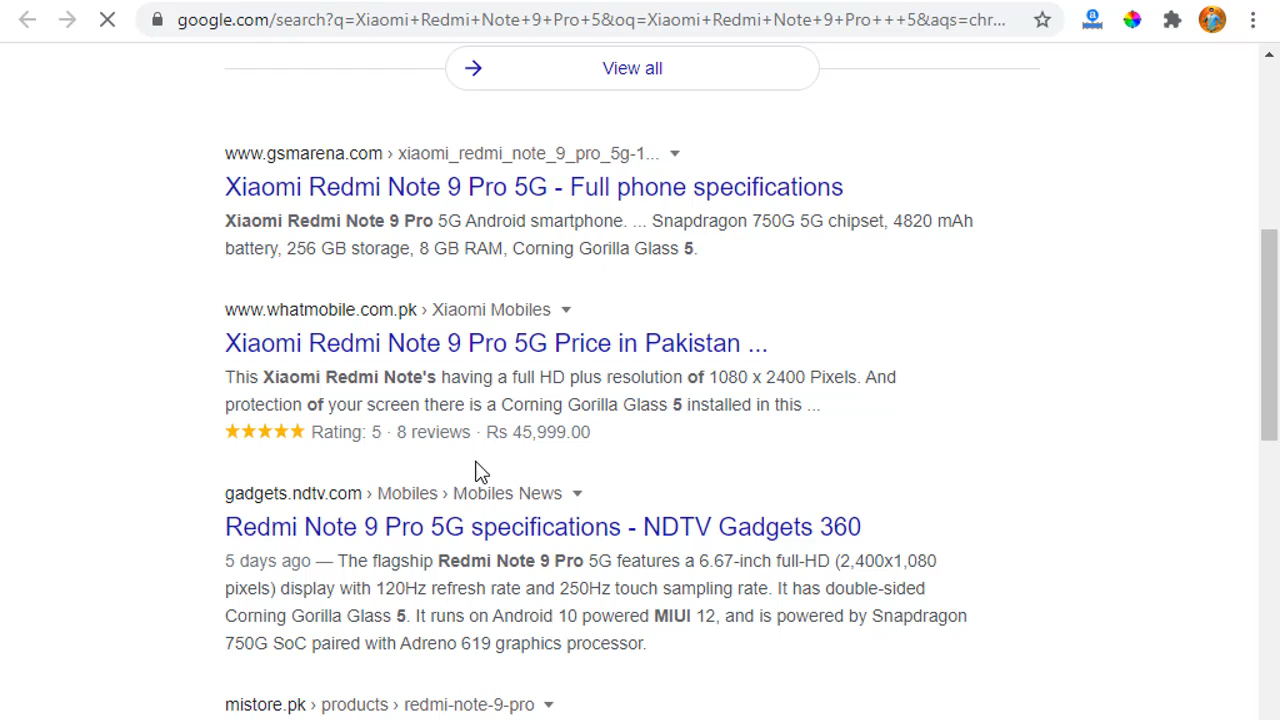 google.com/search?q=Xiaomi+Redmi+Note+9+Pro+5&oq=Xiaomi+Redmi+Note+9+Pro+++5&aqs=chr...
View all
www.gsmarena.com › xiaomi_redmi_note_9_pro_5g-1...
Xiaomi Redmi Note 9 Pro 5G - Full phone specifications
Xiaomi Redmi Note 9 Pro 5G Android smartphone. ... Snapdragon 750G 5G chipset, 4820 mAh
battery, 256 GB storage, 8 GB RAM, Corning Gorilla Glass 5.
www.whatmobile.com.pk › Xiaomi Mobiles
Xiaomi Redmi Note 9 Pro 5G Price in Pakistan ...
This Xiaomi Redmi Note's having a full HD plus resolution of 1080 x 2400 Pixels. And
protection of your screen there is a Corning Gorilla Glass 5 installed in this ...
Rating: 5 · 8 reviews · Rs 45,999.00
gadgets.ndtv.com › Mobiles › Mobiles News
Redmi Note 9 Pro 5G specifications - NDTV Gadgets 360
5 days ago — The flagship Redmi Note 9 Pro 5G features a 6.67-inch full-HD (2,400x1,080
pixels) display with 120Hz refresh rate and 250Hz touch sampling rate. It has double-sided
Corning Gorilla Glass 5. It runs on Android 10 powered MIUI 12, and is powered by Snapdragon
750G SoC paired with Adreno 619 graphics processor.
mistore.pk › products › redmi-note-9-pro